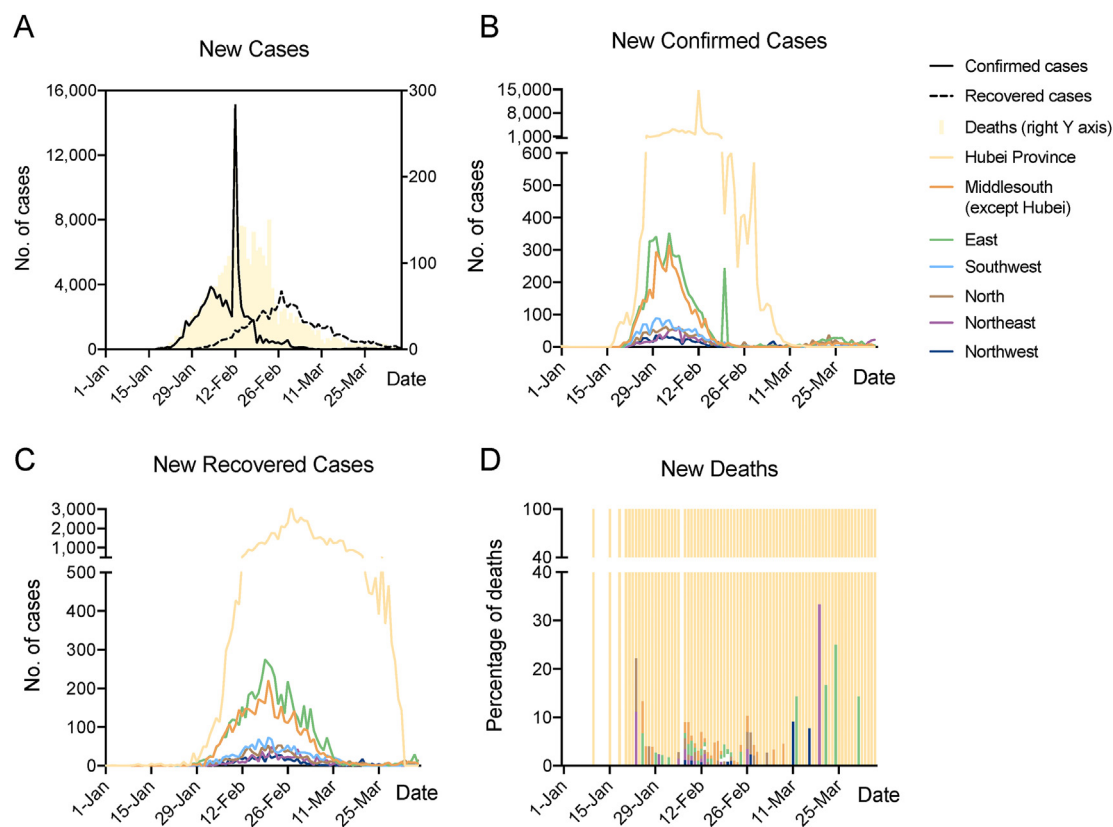 A
New Cases
No. of cases
16,000
12,000
8,000
4,000
0
300
200
100
0
1-Jan
15-Jan
29-Jan
12-Feb
26-Feb
11-Mar
25-Mar
Date
B
New Confirmed Cases
No. of cases
15,000
8,000
1,000
600
500
400
300
200
100
0
1-Jan
15-Jan
29-Jan
12-Feb
26-Feb
11-Mar
25-Mar
Date
Confirmed cases
Recovered cases
Deaths (right Y axis)
Hubei Province
Middlesouth
(except Hubei)
East
Southwest
North
Northeast
Northwest
C
New Recovered Cases
No. of cases
3,000
2,000
1,000
500
400
300
200
100
0
1-Jan
15-Jan
29-Jan
12-Feb
26-Feb
11-Mar
25-Mar
Date
D
New Deaths
Percentage of deaths
100
40
40
30
20
10
0
1-Jan
15-Jan
29-Jan
12-Feb
26-Feb
11-Mar
25-Mar
Date